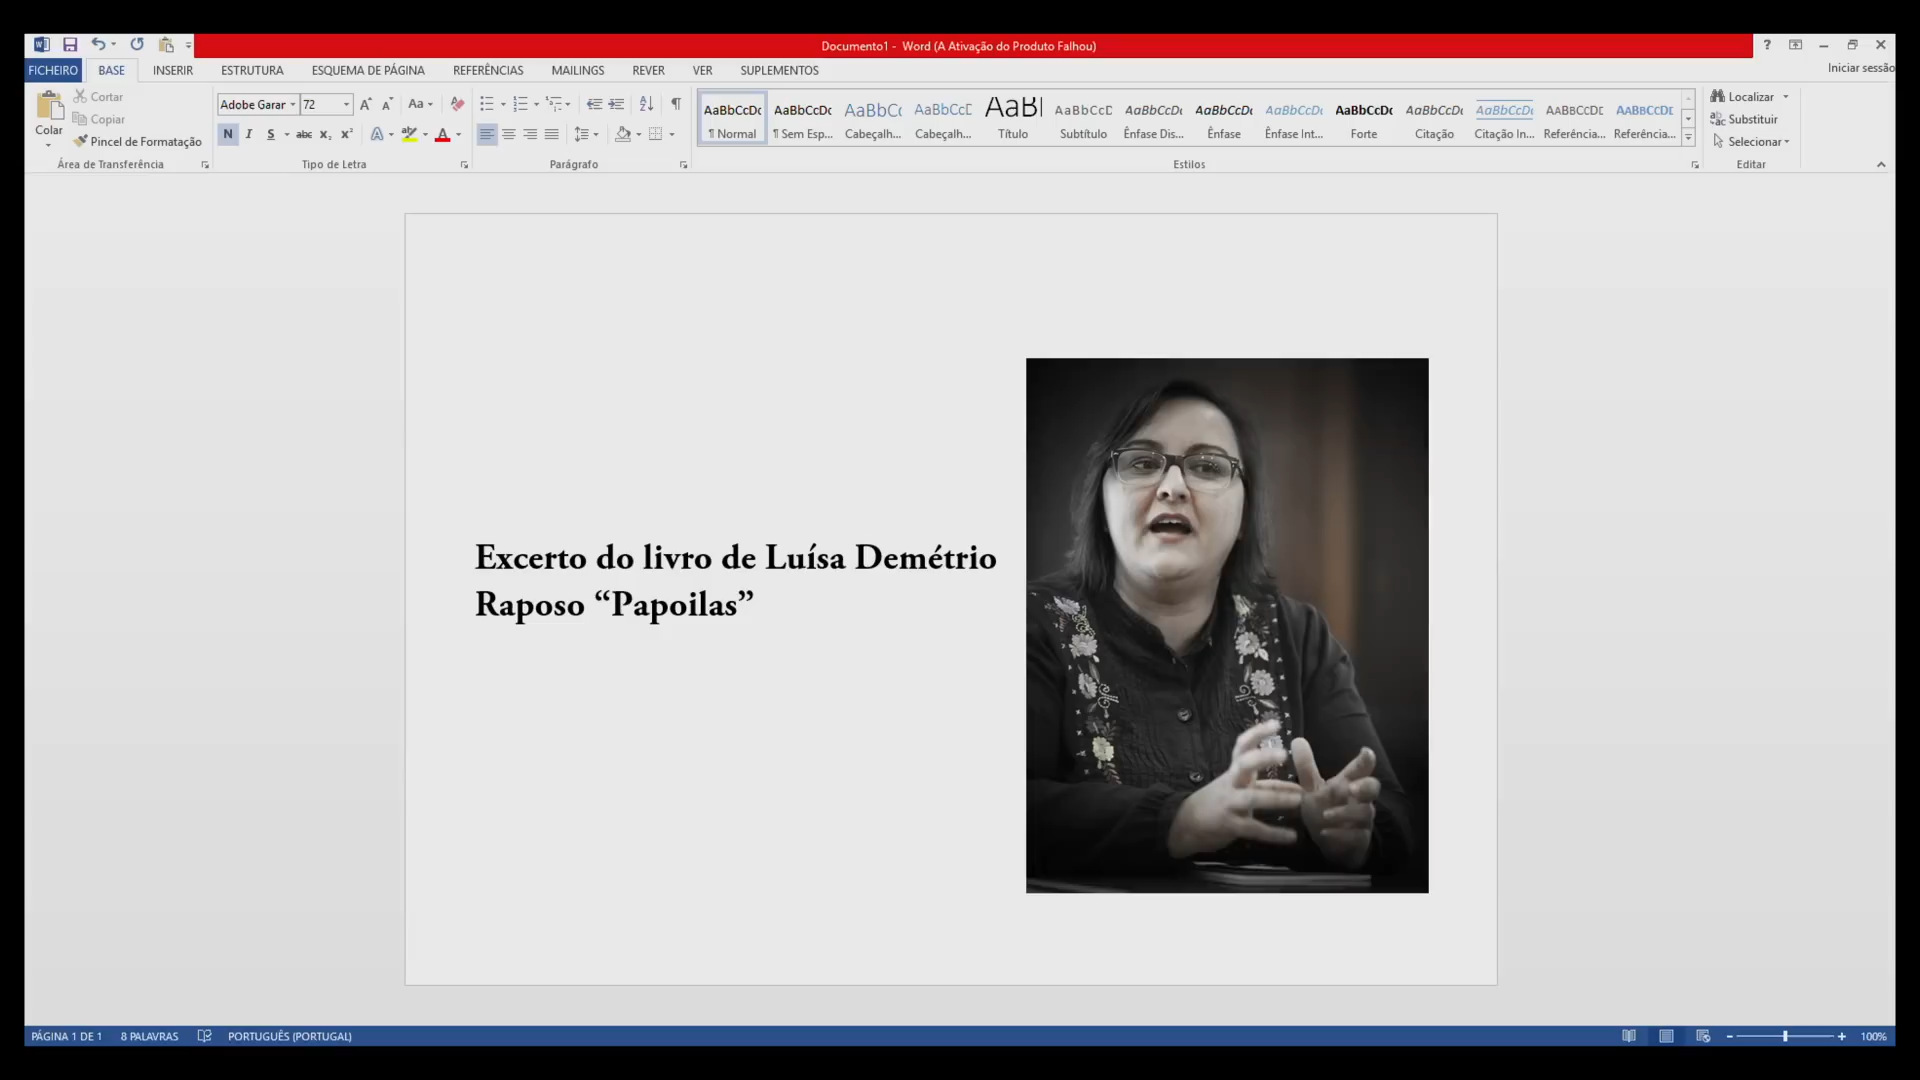 Documento1 - Word (A Ativação do Produto Falhou)
FICHEIRO BASE INSERIR ESTRUTURA ESQUEMA DE PÁGINA REFERÊNCIAS MAILINGS REVER VER SUPLEMENTOS Iniciar sessão
Colar
Cortar
Copiar
Pincel de Formatação
Área de Transferência
Adobe Garar 72
Tipo de Letra
Parágrafo
¶ Normal
¶ Sem Esp...
Cabeçalh...
Cabeçalh...
Título
Subtítulo
Ênfase Dis...
Ênfase
Ênfase Int...
Forte
Citação
Citação In...
Referência...
Referência...
Estilos
Localizar
Substituir
Selecionar
Editar
Excerto do livro de Luísa Demétrio
Raposo “Papoilas”
PÁGINA 1 DE 1 8 PALAVRAS PORTUGUÊS (PORTUGAL) 100%